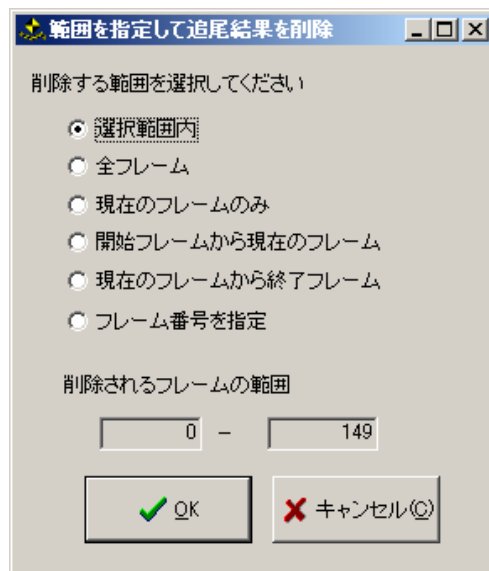 範囲を指定して追尾結果を削除
削除する範囲を選択してください
選択範囲内
全フレーム
現在のフレームのみ
開始フレームから現在のフレーム
現在のフレームから終了フレーム
フレーム番号を指定
削除されるフレームの範囲
0 － 149
OK キャンセル(C)